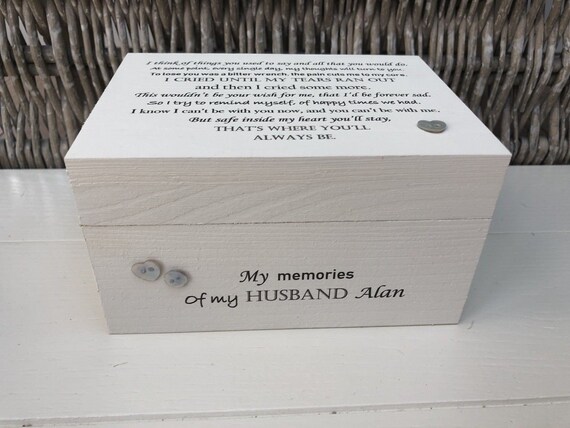 I think of things you used to say and all that you would do.
At some point, every single day, my thoughts will turn to you.
To lose you was a bitter wrench, the pain cuts me to my core.
I CRIED UNTIL MY TEARS RAN OUT
and then I cried some more.
This wouldn't be your wish for me, that I'd be forever sad.
So I try to remind myself, of happy times we had.
I know I can't be with you now, and you can't be with me.
But safe inside my heart you'll stay,
THAT'S WHERE YOU'LL
ALWAYS BE.
My memories
Of my HUSBAND Alan